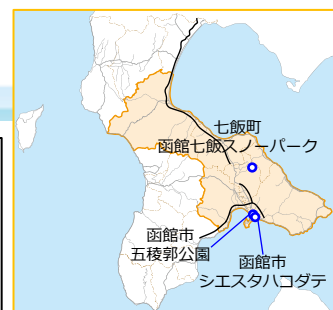 七飯町
函館七飯スノーパーク
函館市
五稜郭公園
函館市
シエスタハコダテ